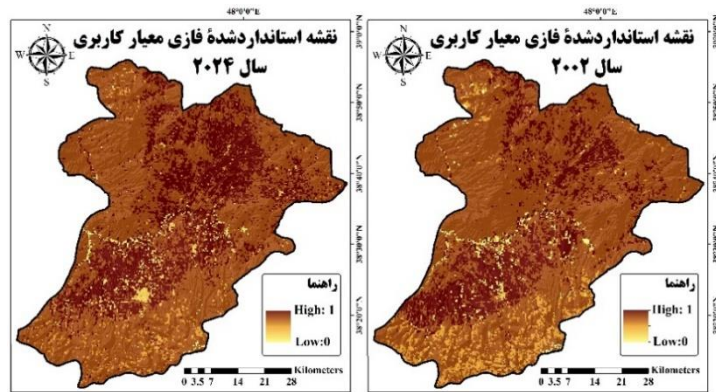 48°0'0"E
نقشه استانداردشدهٔ فازی معیار کاربری
سال ۲۰۲۴
N
W
E
S
راهنما
High: 1
Low:0
Kilometers
0 3.5 7 14 21 28
48°0'0"E
نقشه استانداردشدهٔ فازی معیار کاربری
سال ۲۰۰۲
N
W
E
S
راهنما
High: 1
Low:0
Kilometers
0 3.5 7 14 21 28